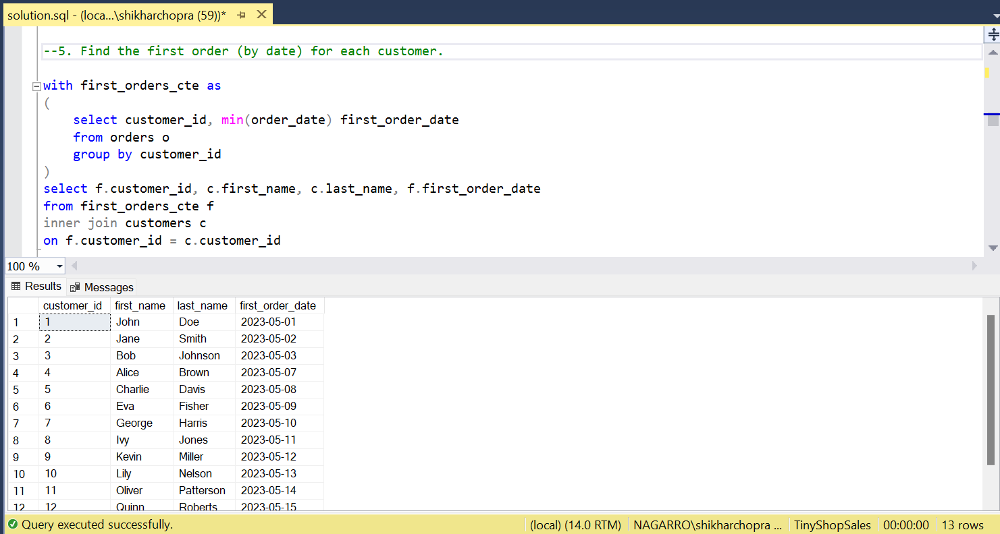 solution.sql - (loca...\shikharchopra (59))*
--5. Find the first order (by date) for each customer.
with first_orders_cte as
(
select customer_id, min(order_date) first_order_date
from orders o
group by customer_id
)
select f.customer_id, c.first_name, c.last_name, f.first_order_date
from first_orders_cte f
inner join customers c
on f.customer_id = c.customer_id
100 %
Results Messages
customer_id first_name last_name first_order_date
1 1 John Doe 2023-05-01
2 2 Jane Smith 2023-05-02
3 3 Bob Johnson 2023-05-03
4 4 Alice Brown 2023-05-07
5 5 Charlie Davis 2023-05-08
6 6 Eva Fisher 2023-05-09
7 7 George Harris 2023-05-10
8 8 Ivy Jones 2023-05-11
9 9 Kevin Miller 2023-05-12
10 10 Lily Nelson 2023-05-13
11 11 Oliver Patterson 2023-05-14
12 12 Quinn Roberts 2023-05-15
Query executed successfully. (local) (14.0 RTM) NAGARRO\shikharchopra ... TinyShopSales 00:00:00 13 rows